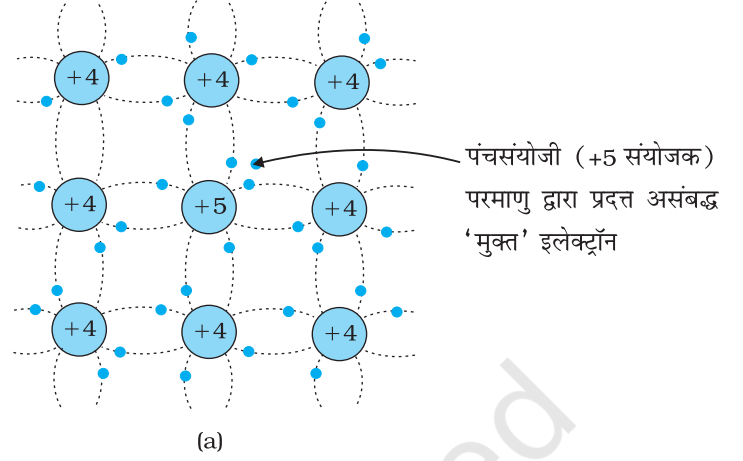 +4 +4 +4
पंचसंयोजी (+5 संयोजक)
परमाणु द्वारा प्रदत्त असंबद्ध
+4 +5 +4
‘मुक्त’ इलेक्ट्रॉन
+4 +4 +4
(a)